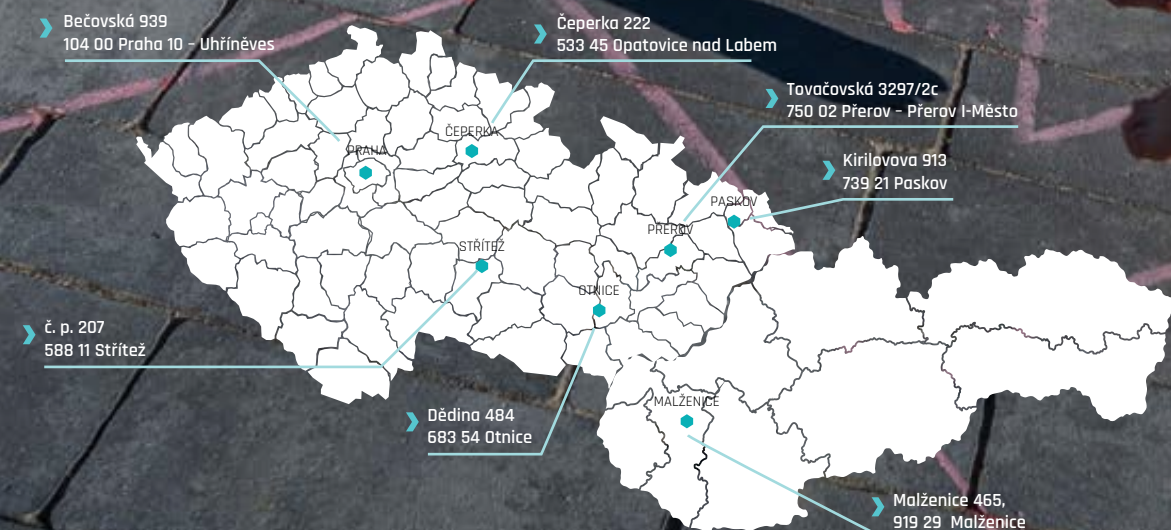 Bečovská 939
104 00 Praha 10 – Uhříněves
Čeperka 222
533 45 Opatovice nad Labem
Tovačovská 3297/2c
750 02 Přerov – Přerov I-Město
Kirilovova 913
739 21 Paskov
ČEPERKA
PRAHA
PASKOV
PŘEROV
STŘÍTEŽ
OTNICE
č. p. 207
588 11 Střítež
MALŽENICE
Dědina 484
683 54 Otnice
Malženice 465,
919 29 Malženice